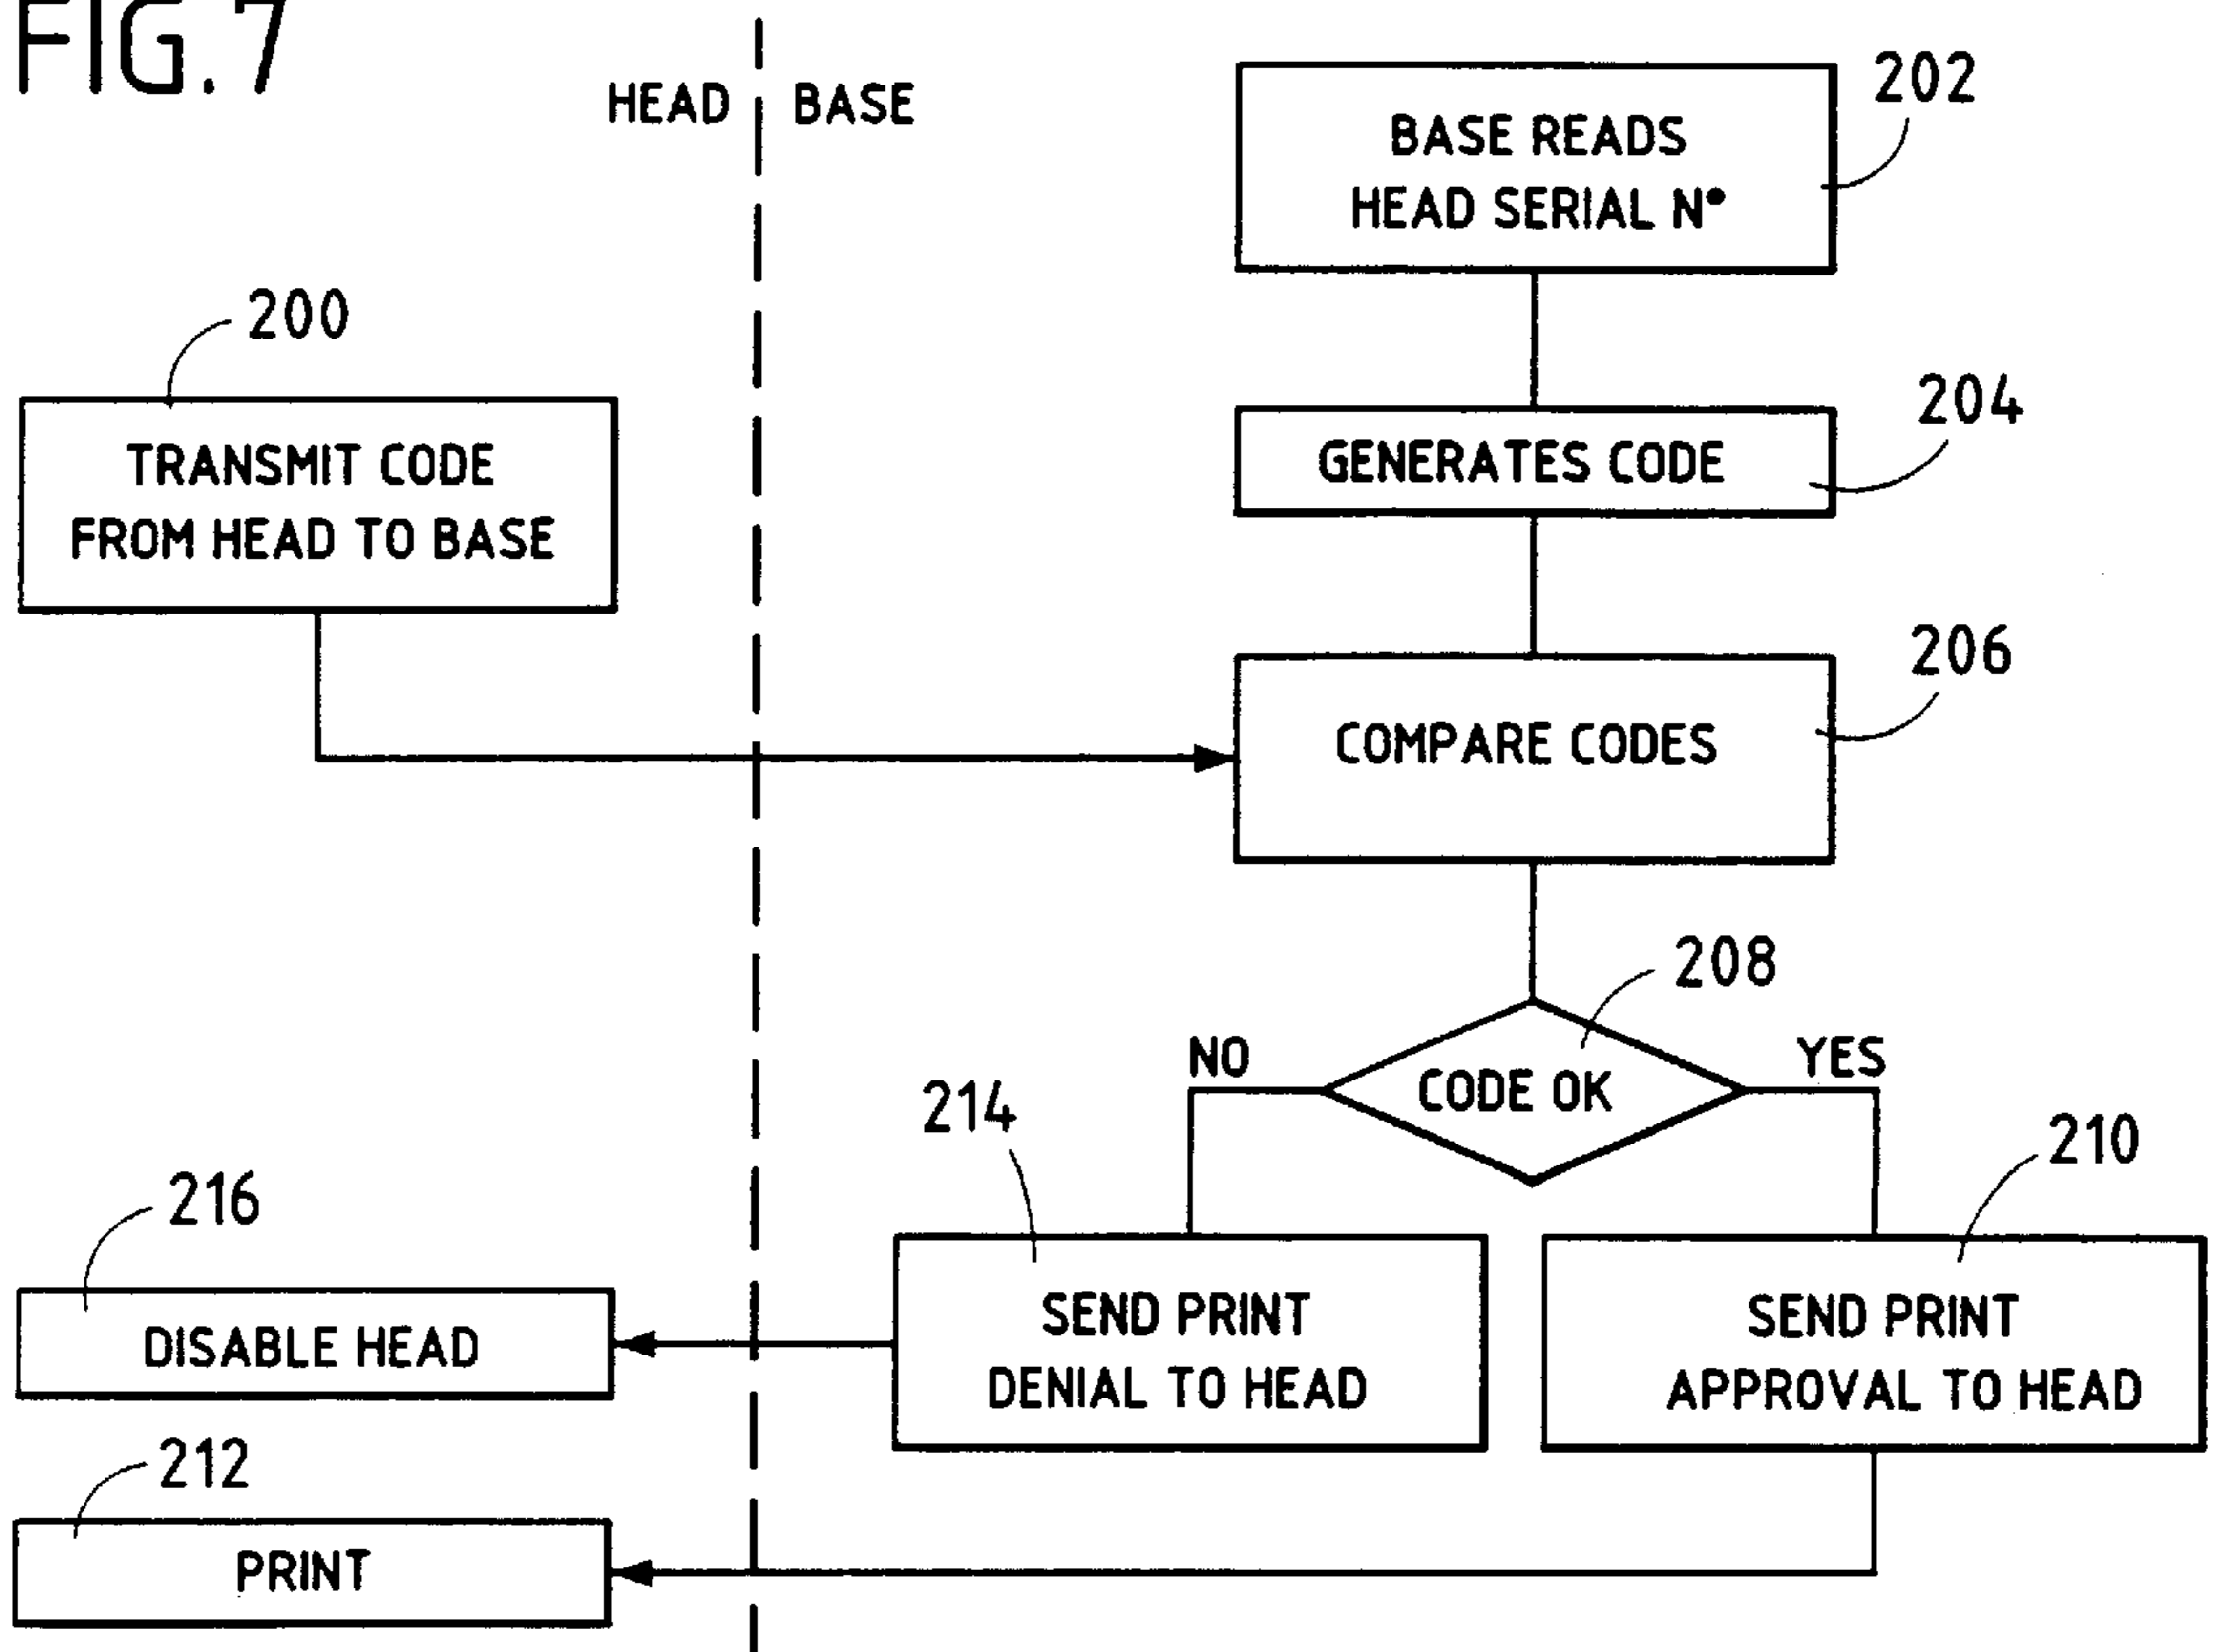 FIG. 7
HEAD
BASE
202
BASE READS
HEAD SERIAL N°
200
TRANSMIT CODE
FROM HEAD TO BASE
204
GENERATES CODE
206
COMPARE CODES
208
CODE OK
NO
YES
214
SEND PRINT
DENIAL TO HEAD
210
SEND PRINT
APPROVAL TO HEAD
216
DISABLE HEAD
212
PRINT